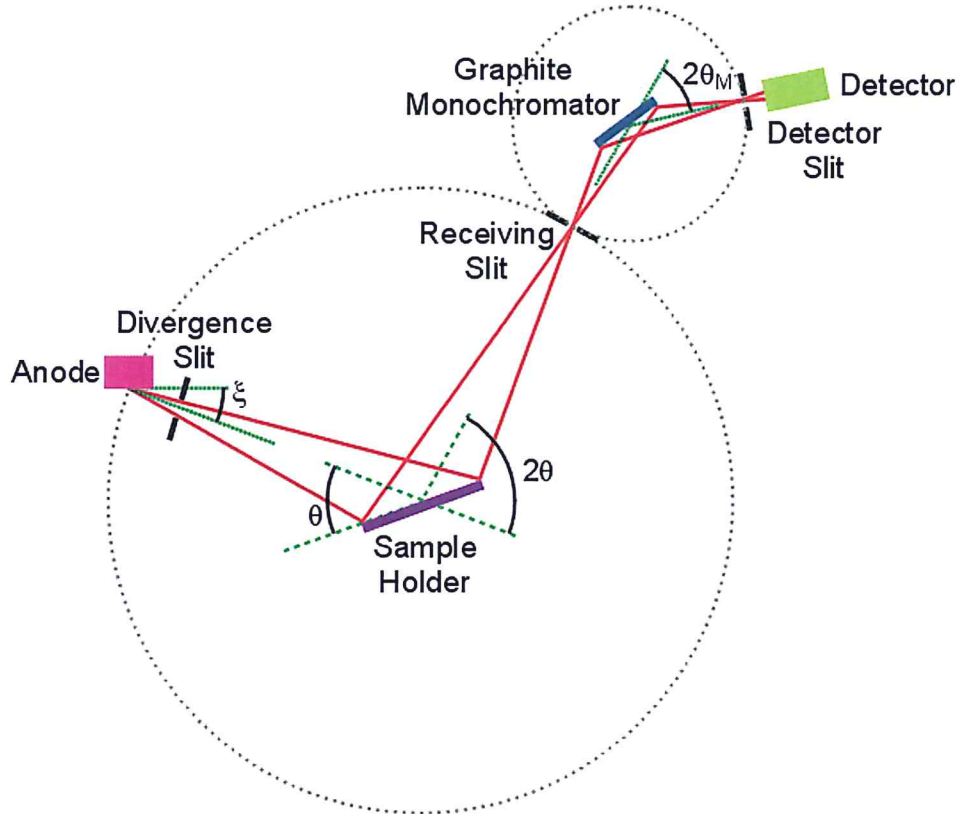 Graphite
Monochromator
2θM
Detector
Detector
Slit
Receiving
Slit
Divergence
Slit
Anode
ξ
2θ
θ
Sample
Holder